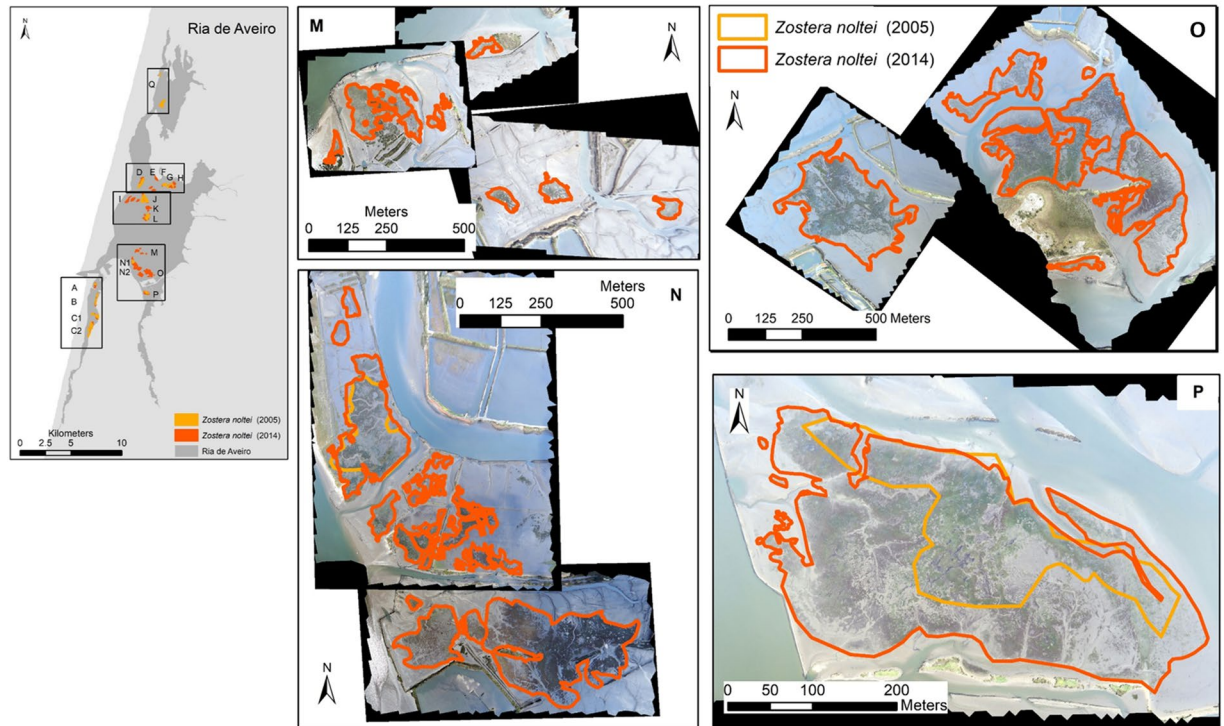 Ria de Aveiro
N
Q
D E F G H
I J
K
L
M
N1
N2 O
P
A
B
C1
C2
Kilometers
0 2.5 5 10
Zostera noltei (2005)
Zostera noltei (2014)
Ria de Aveiro
M
N
Meters
0 125 250 500
N
0 125 250 500
Meters
N
Zostera noltei (2005)
Zostera noltei (2014)
O
N
0 125 250 500 Meters
P
N
0 50 100 200
Meters